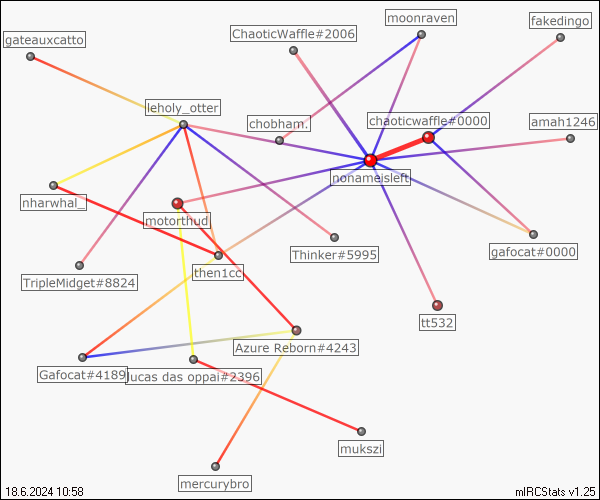 moonraven
fakedingo
ChaoticWaffle#2006
gateauxcatto
leholy_otter
chaoticwaffle#0000
amah1246
chobham.
nonameisleft
nharwhal_
motorthud
gafocat#0000
Thinker#5995
then1cc
TripleMidget#8824
tt532
Azure Reborn#4243
Gafocat#4189
Jucas das oppai#2396
mukszi
mercurybro
18.6.2024 10:58
mIRCStats v1.25